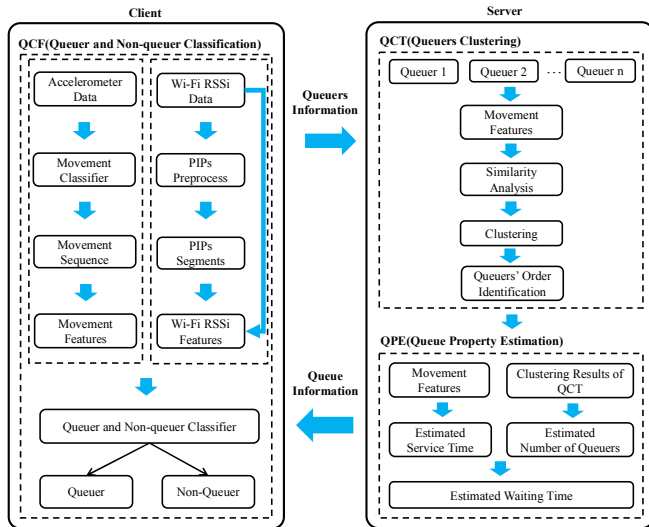 Client
QCF(Queuer and Non-queuer Classification)
Accelerometer
Data
Movement
Classifier
Movement
Sequence
Movement
Features
Wi-Fi RSSi
Data
PIPs
Preprocess
PIPs
Segments
Wi-Fi RSSi
Features
Queuer and Non-queuer Classifier
Queuer
Non-Queuer
Queuers
Information
Queue
Information
Server
QCT(Queuers Clustering)
Queuer 1
Queuer 2
...
Queuer n
Movement
Features
Similarity
Analysis
Clustering
Queuers' Order
Identification
QPE(Queue Property Estimation)
Movement
Features
Clustering Results of
QCT
Estimated
Service Time
Estimated
Number of Queuers
Estimated Waiting Time